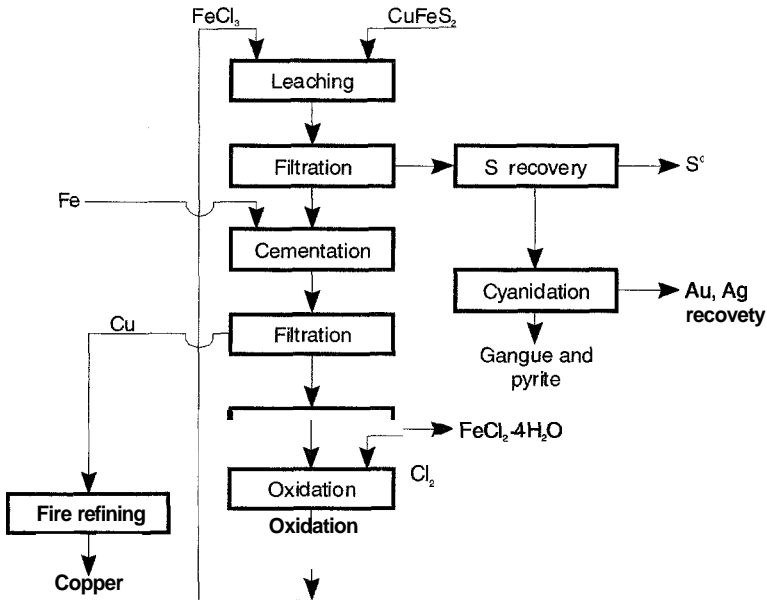 FeCl₃
CuFeS₂
Leaching
Filtration
S recovery
S°
Fe
Cementation
Cyanidation
Au, Ag
recovety
Cu
Filtration
Gangue and
pyrite
FeCl₂-4H₂O
Cl₂
Oxidation
Fire refining
Oxidation
Copper